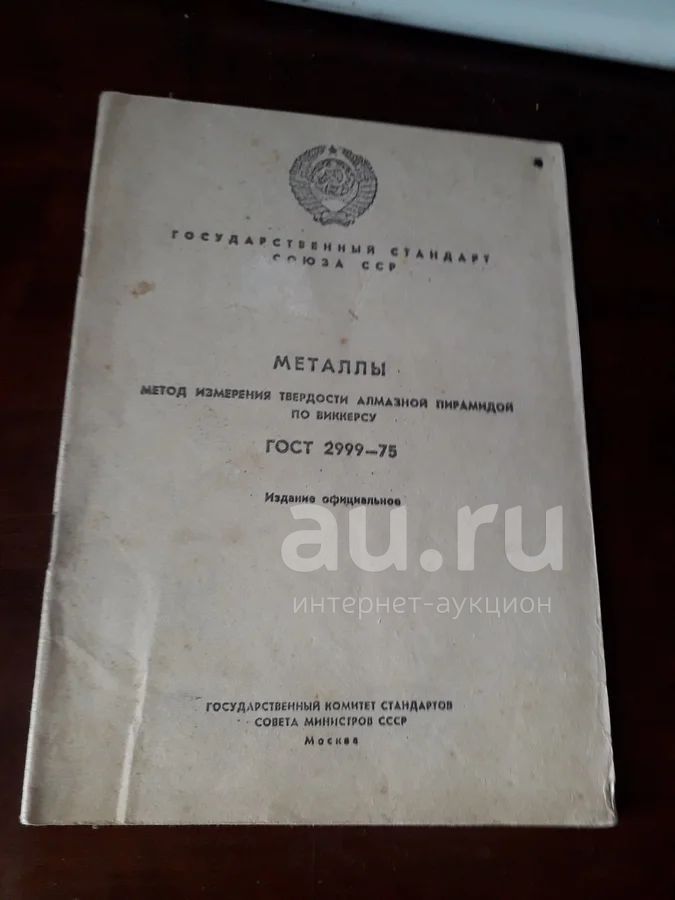 ГОСУДАРСТВЕННЫЙ СТАНДАРТ
СОЮЗА ССР
МЕТАЛЛЫ
МЕТОД ИЗМЕРЕНИЯ ТВЕРДОСТИ АЛМАЗНОЙ ПИРАМИДОЙ
ПО ВИККЕРСУ
ГОСТ 2999—75
Издание официальное
au.ru
интернет-аукцион
ГОСУДАРСТВЕННЫЙ КОМИТЕТ СТАНДАРТОВ
СОВЕТА МИНИСТРОВ СССР
Москва